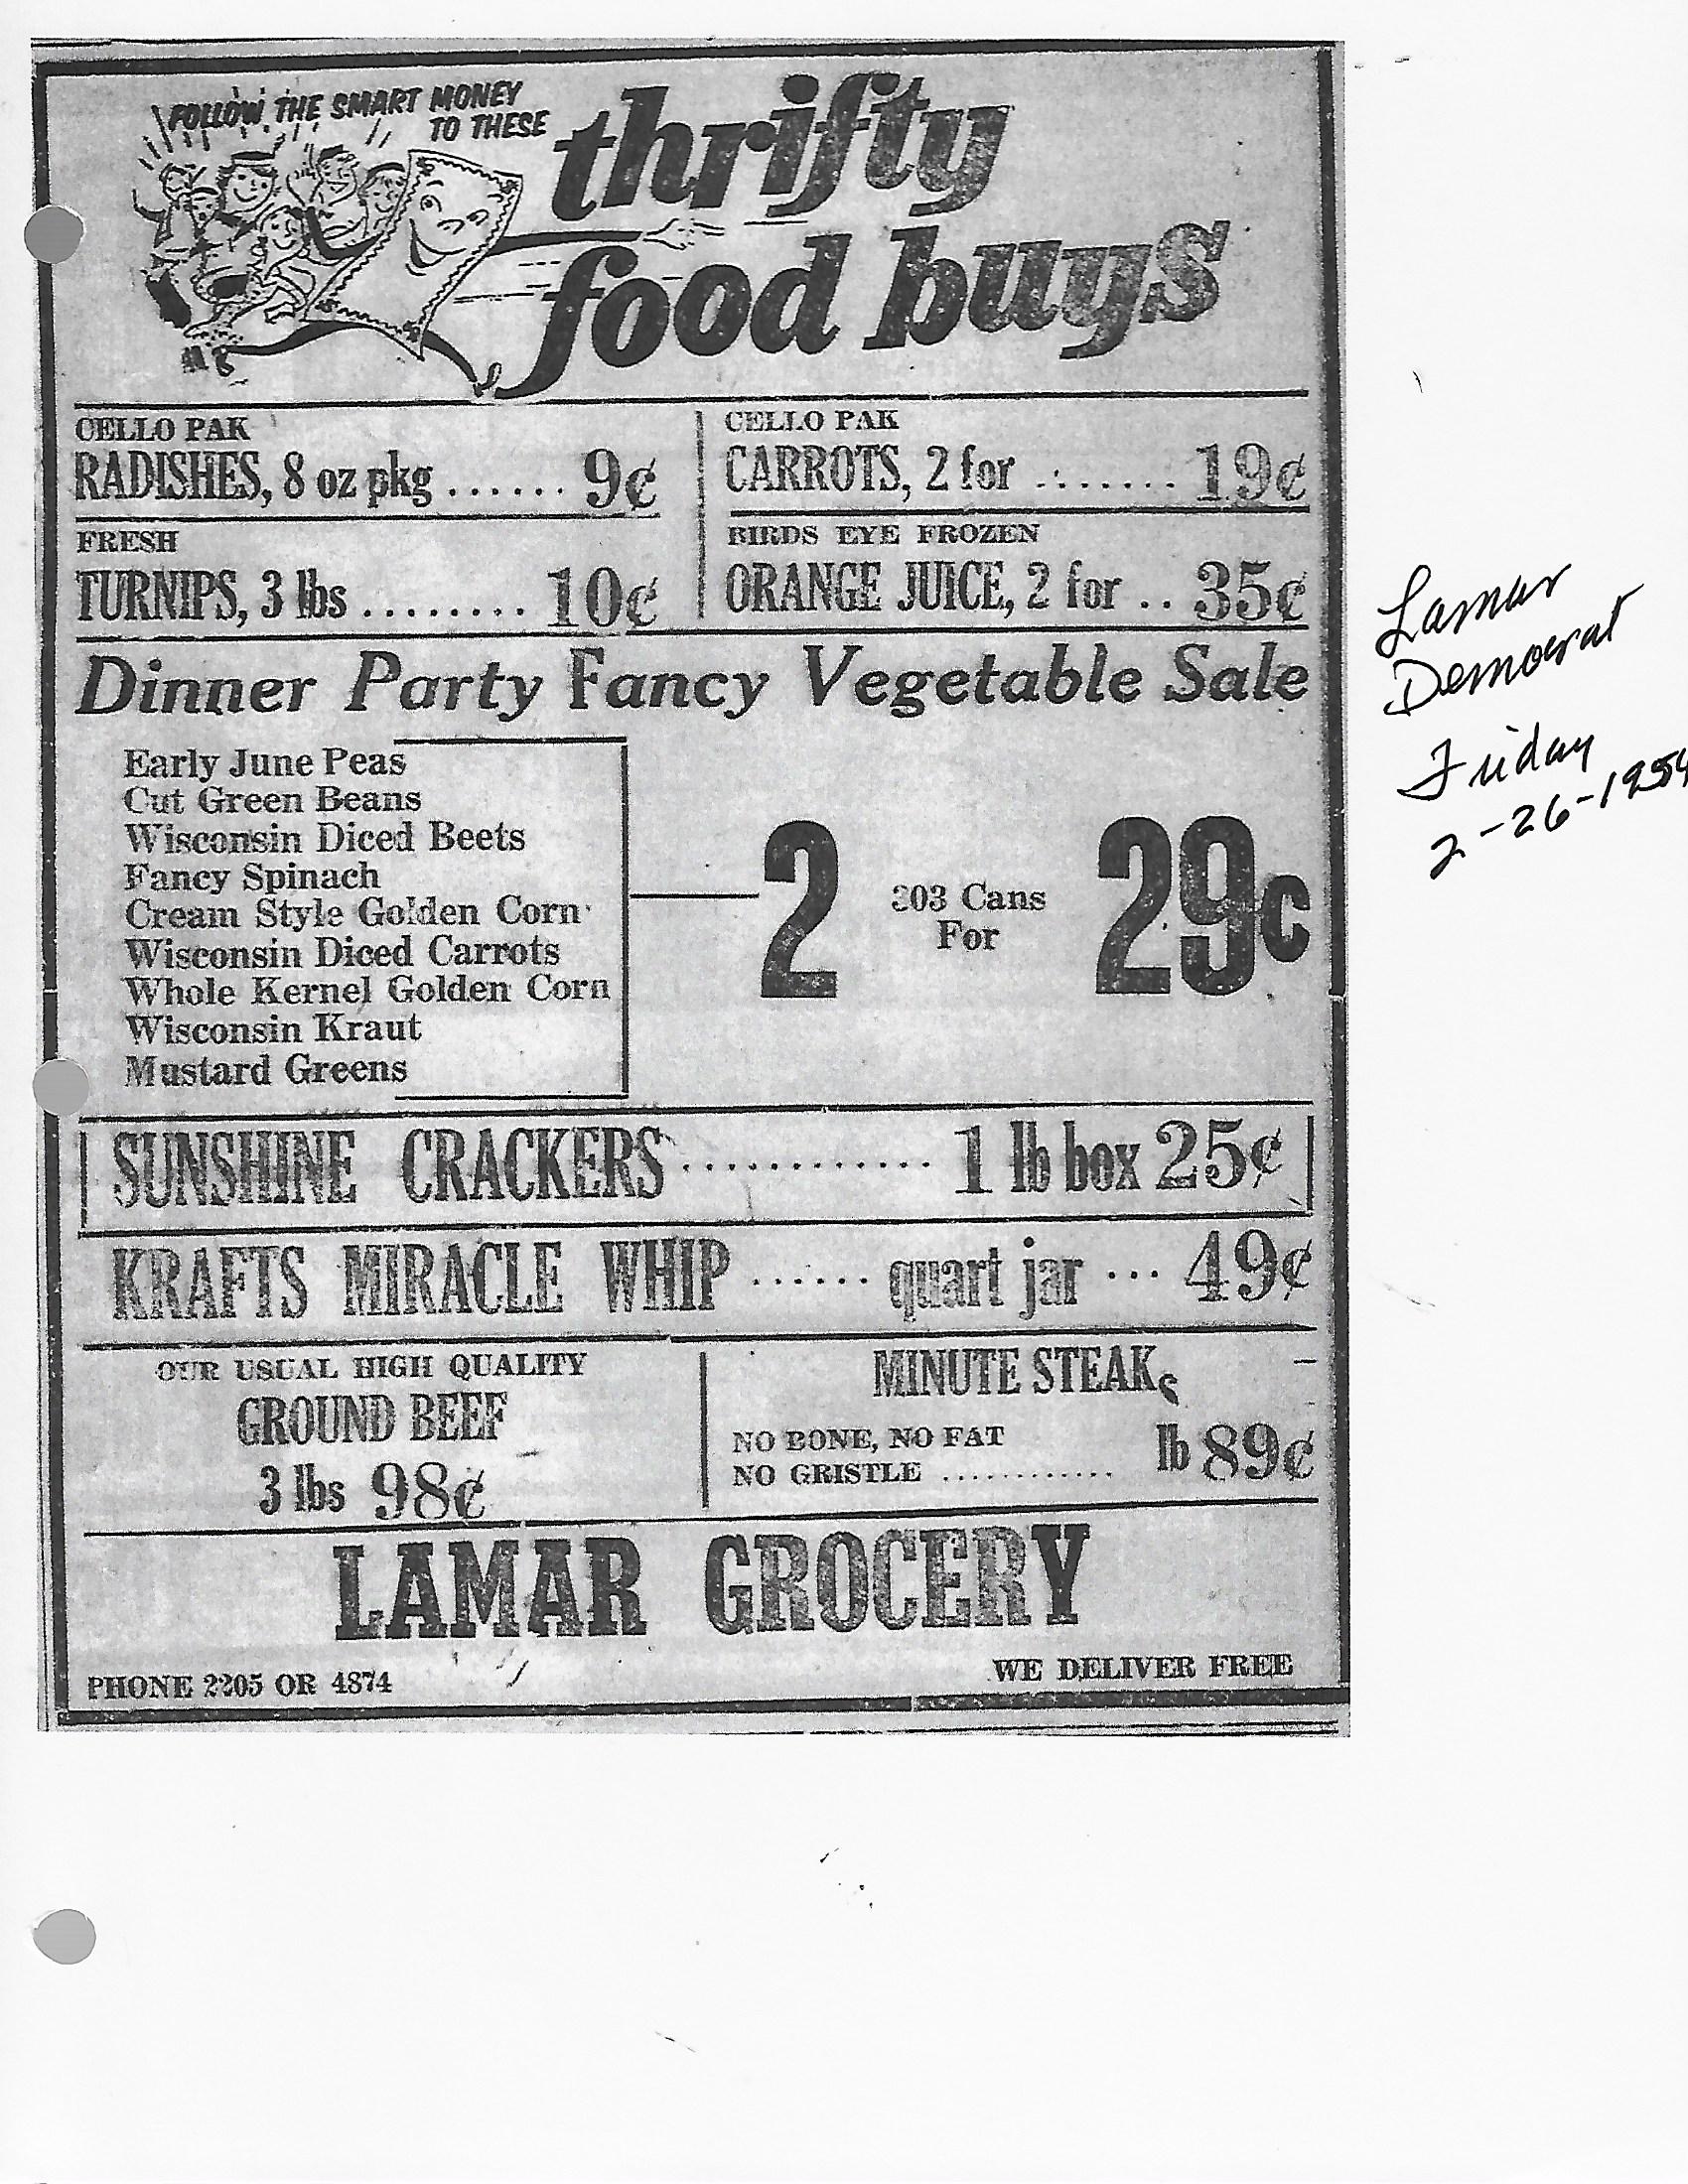 FOLLOW THE SMART MONEY
TO THESE
thrifty
food buys
CELLO PAK
RADISHES, 8 oz pkg ...... 9¢
FRESH
TURNIPS, 3 lbs ........ 10¢
CELLO PAK
CARROTS, 2 for ........ 19¢
BIRDS EYE FROZEN
ORANGE JUICE, 2 for .. 35¢
Dinner Party Fancy Vegetable Sale
Early June Peas
Cut Green Beans
Wisconsin Diced Beets
Fancy Spinach
Cream Style Golden Corn
Wisconsin Diced Carrots
Whole Kernel Golden Corn
Wisconsin Kraut
Mustard Greens
2 303 Cans For 29c
SUNSHINE CRACKERS ............ 1 lb box 25¢
KRAFTS MIRACLE WHIP ...... quart jar ... 49¢
OUR USUAL HIGH QUALITY
GROUND BEEF
3 lbs 98¢
MINUTE STEAKS
NO BONE, NO FAT
NO GRISTLE ............ lb 89¢
LAMAR GROCERY
PHONE 2205 OR 4874
WE DELIVER FREE
Lamar
Democrat
Friday
2-26-1954